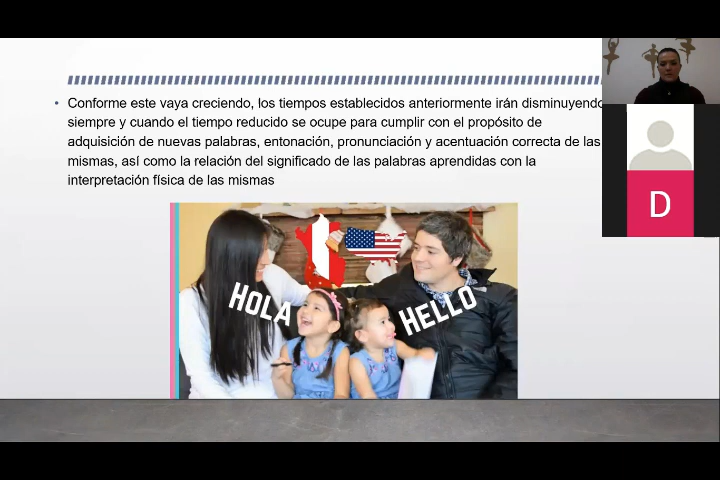 • Conforme este vaya creciendo, los tiempos establecidos anteriormente irán disminuyendo
siempre y cuando el tiempo reducido se ocupe para cumplir con el propósito de
adquisición de nuevas palabras, entonación, pronunciación y acentuación correcta de las
mismas, así como la relación del significado de las palabras aprendidas con la
interpretación física de las mismas
HOLA
HELLO
D